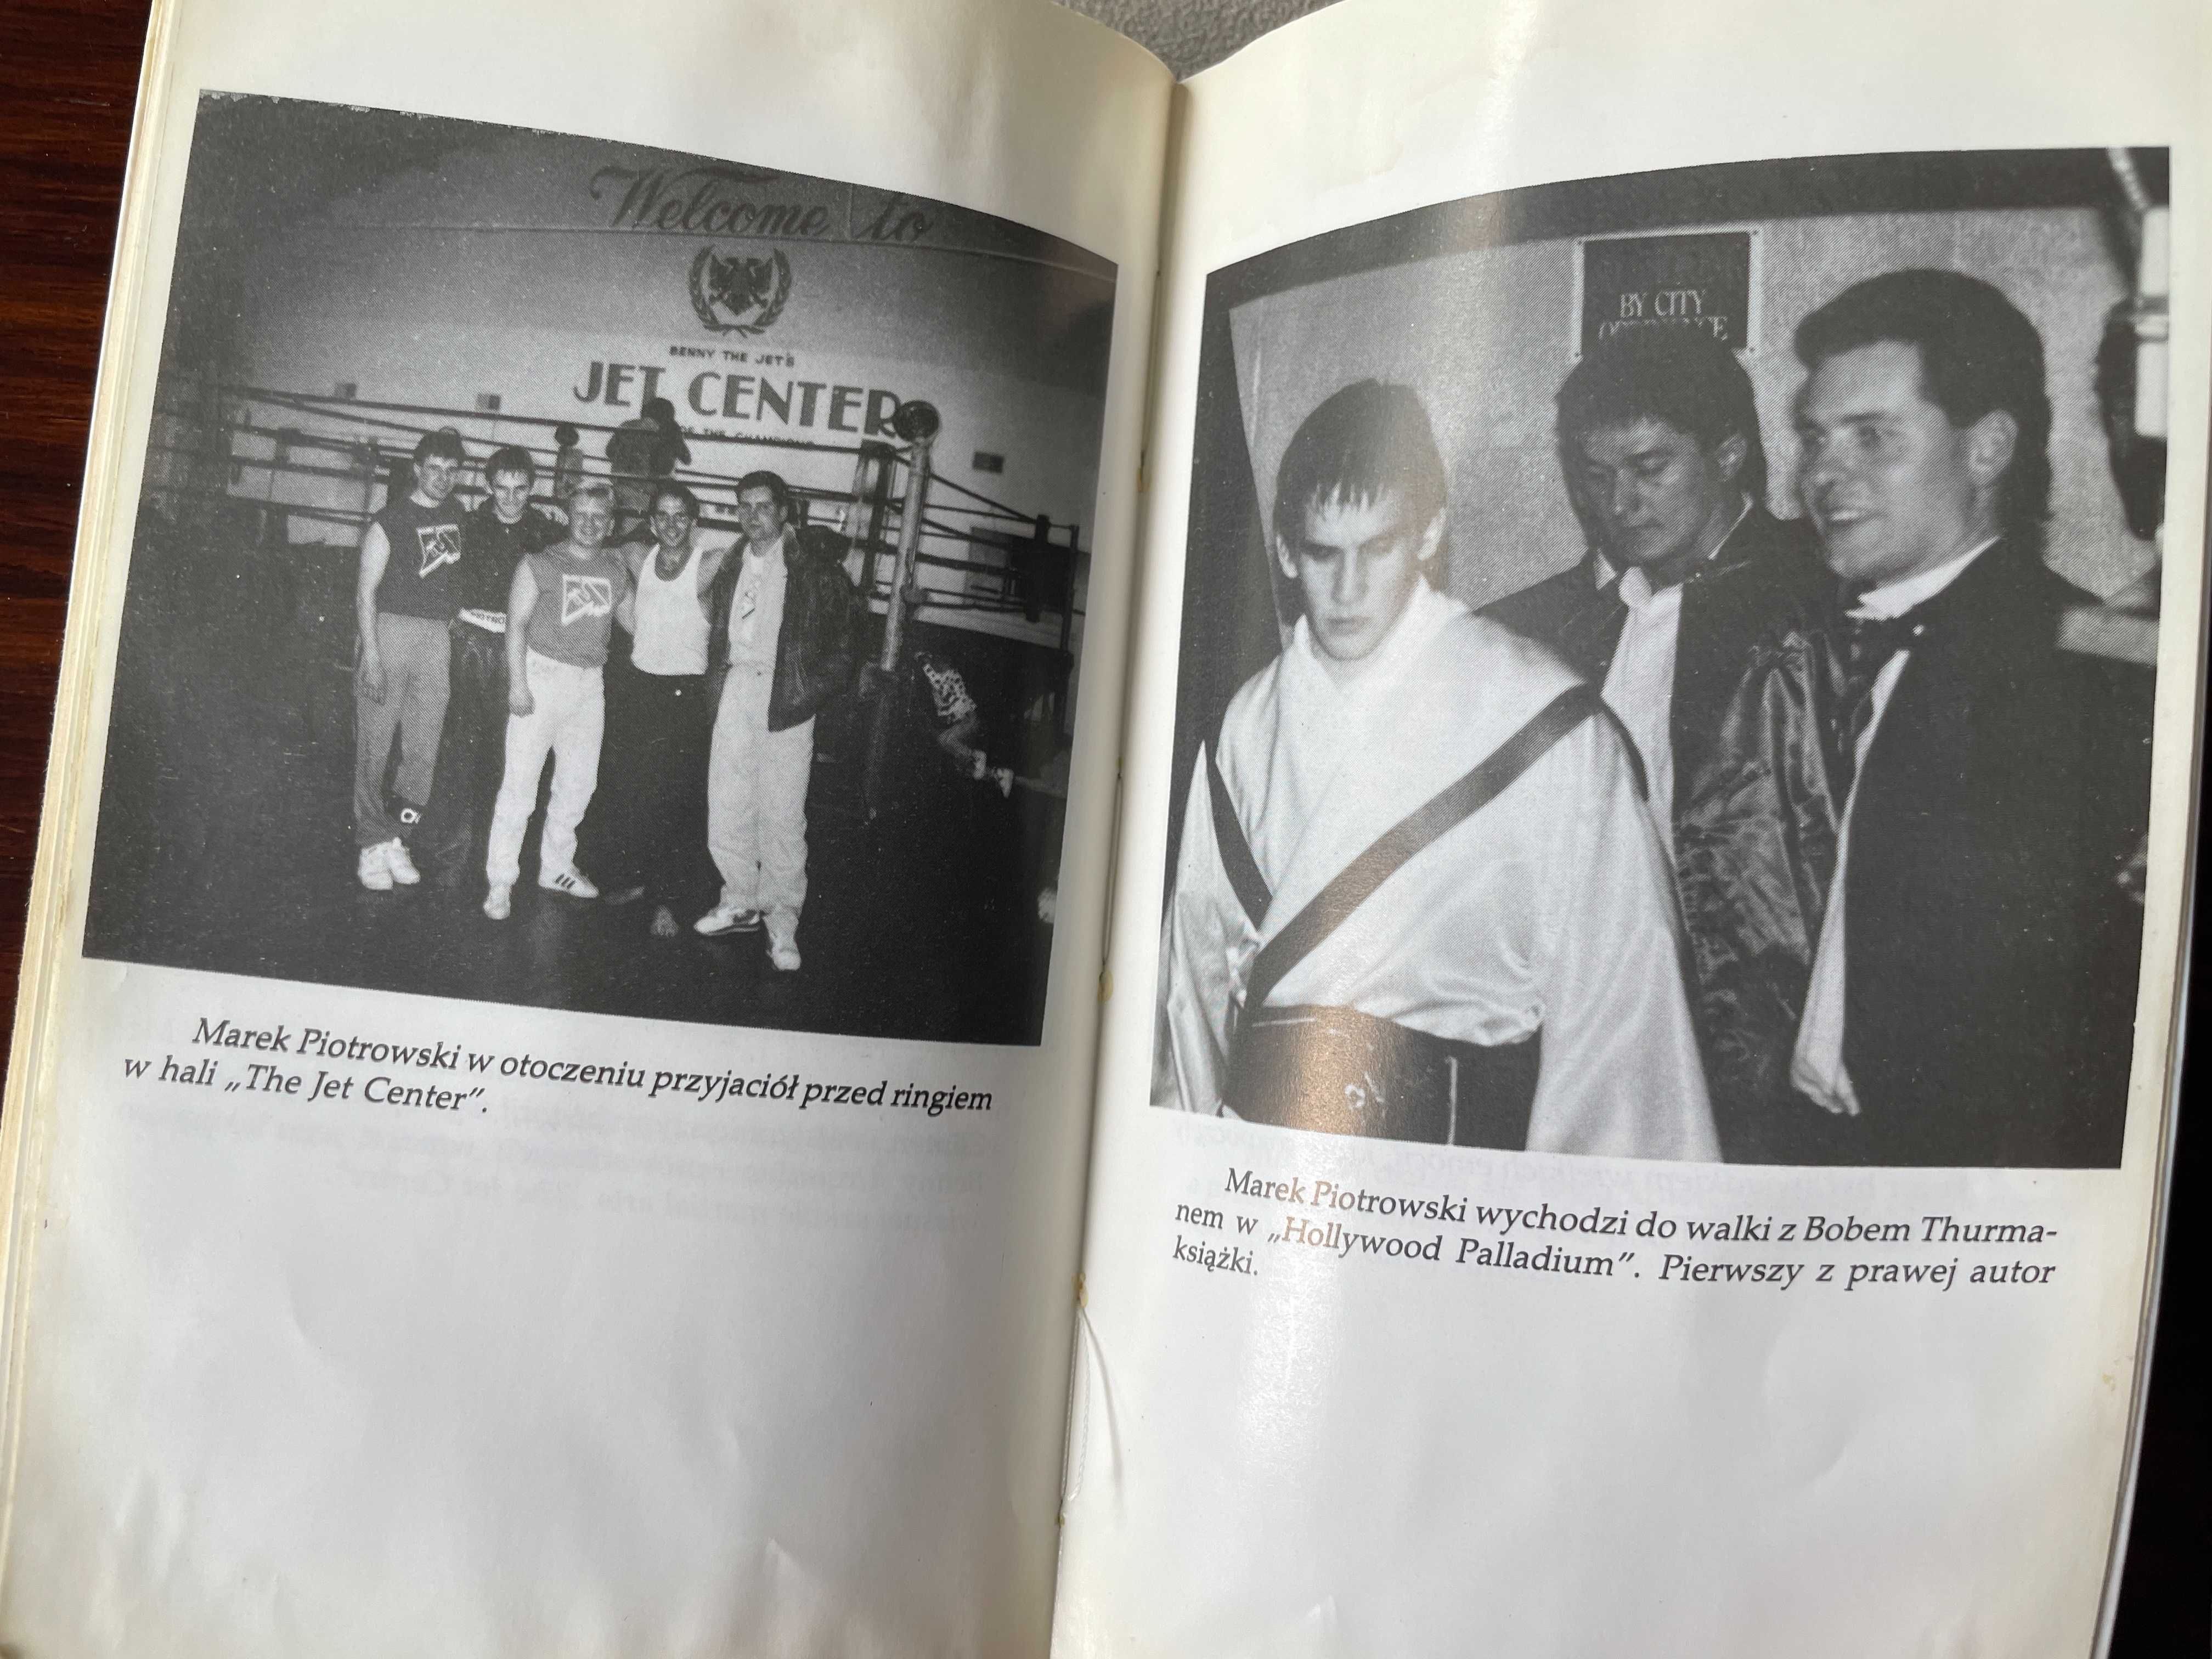 Welcome to
BENNY THE JET'S
JET CENTER
Marek Piotrowski w otoczeniu przyjaciół przed ringiem
w hali „The Jet Center”.
BY CITY
Marek Piotrowski wychodzi do walki z Bobem Thurma-
nem w „Hollywood Palladium”. Pierwszy z prawej autor
książki.